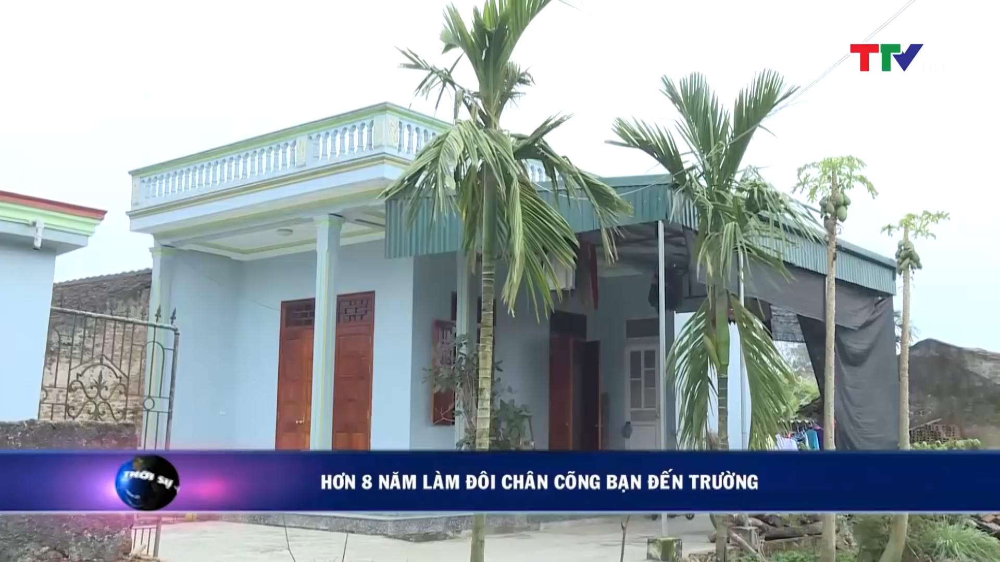 TTV
THỜI SỰ
HƠN 8 NĂM LÀM ĐÔI CHÂN CÕNG BẠN ĐẾN TRƯỜNG